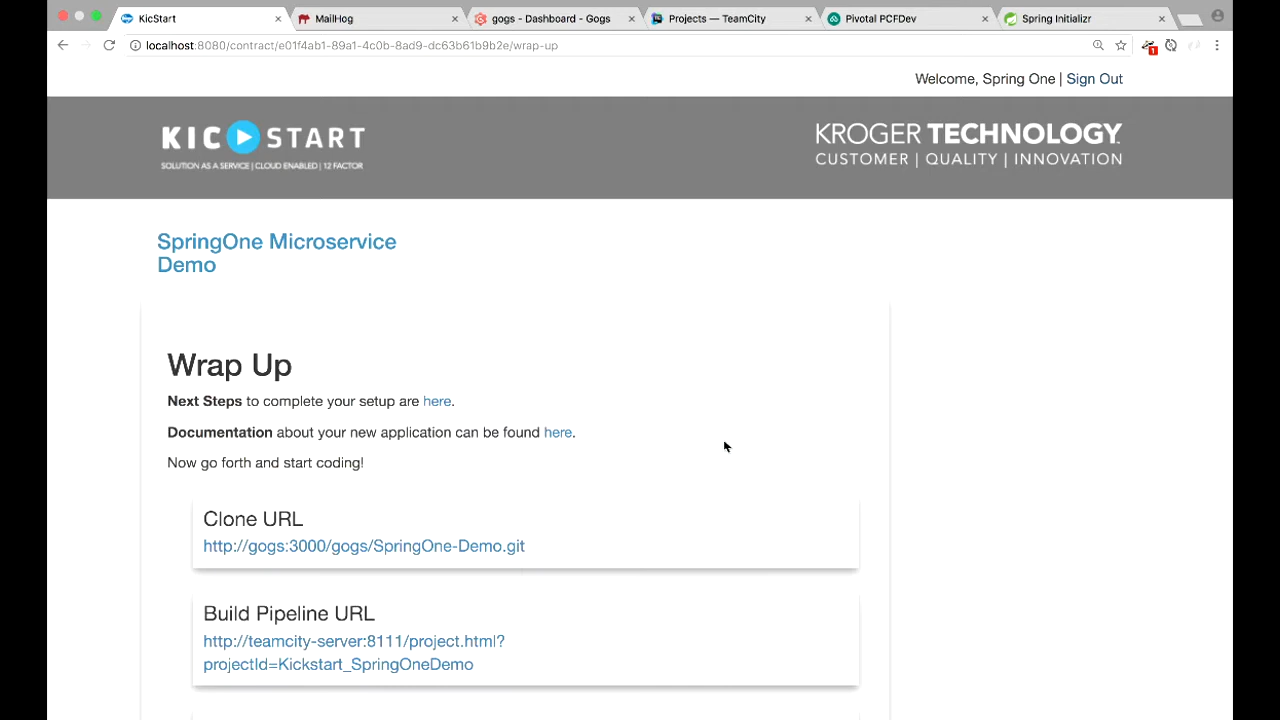 KicStart
MailHog
gogs - Dashboard - Gogs
Projects — TeamCity
Pivotal PCFDev
Spring Initializr
localhost:8080/contract/e01f4ab1-89a1-4c0b-8ad9-dc63b61b9b2e/wrap-up
1
Welcome, Spring One | Sign Out
KIC START
SOLUTION AS A SERVICE | CLOUD ENABLED | 12 FACTOR
KROGER TECHNOLOGY
CUSTOMER | QUALITY | INNOVATION
SpringOne Microservice
Demo
Wrap Up
Next Steps to complete your setup are here.
Documentation about your new application can be found here.
Now go forth and start coding!
Clone URL
http://gogs:3000/gogs/SpringOne-Demo.git
Build Pipeline URL
http://teamcity-server:8111/project.html?
projectId=Kickstart_SpringOneDemo